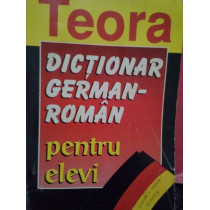 Teora
DICȚIONAR
GERMAN-
ROMÂN
pentru
elevi